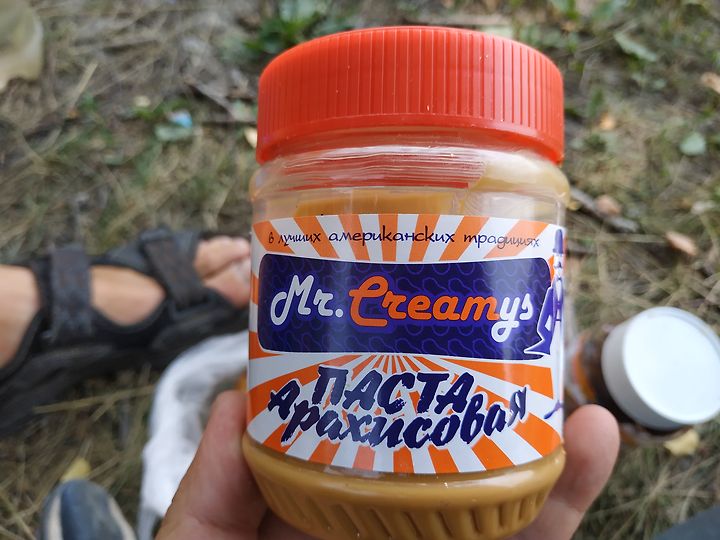 в лучших американских традициях
Mr. Creamys
ПАСТА
Арахисовая